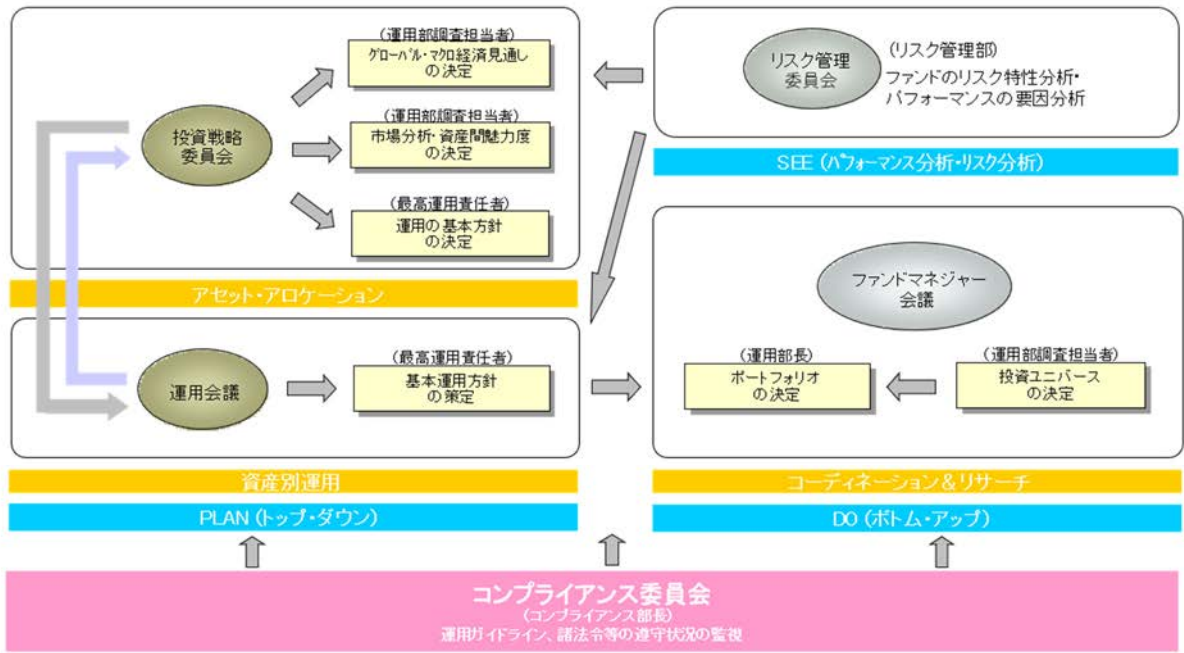 (運用部調査担当者)
グローバル・マクロ経済見通し
の決定
投資戦略
委員会
(運用部調査担当者)
市場分析・資産間魅力度
の決定
(最高運用責任者)
運用の基本方針
の決定
アセット・アロケーション
運用会議
(最高運用責任者)
基本運用方針
の策定
資産別運用
PLAN (トップ・ダウン)
リスク管理
委員会
(リスク管理部)
ファンドのリスク特性分析・
パフォーマンスの要因分析
SEE (パフォーマンス分析・リスク分析)
ファンドマネジャー
会議
(運用部長)
ポートフォリオ
の決定
(運用部調査担当者)
投資ユニバース
の決定
コーディネーション&リサーチ
DO (ボトム・アップ)
コンプライアンス委員会
(コンプライアンス部長)
運用ガイドライン、諸法令等の遵守状況の監視